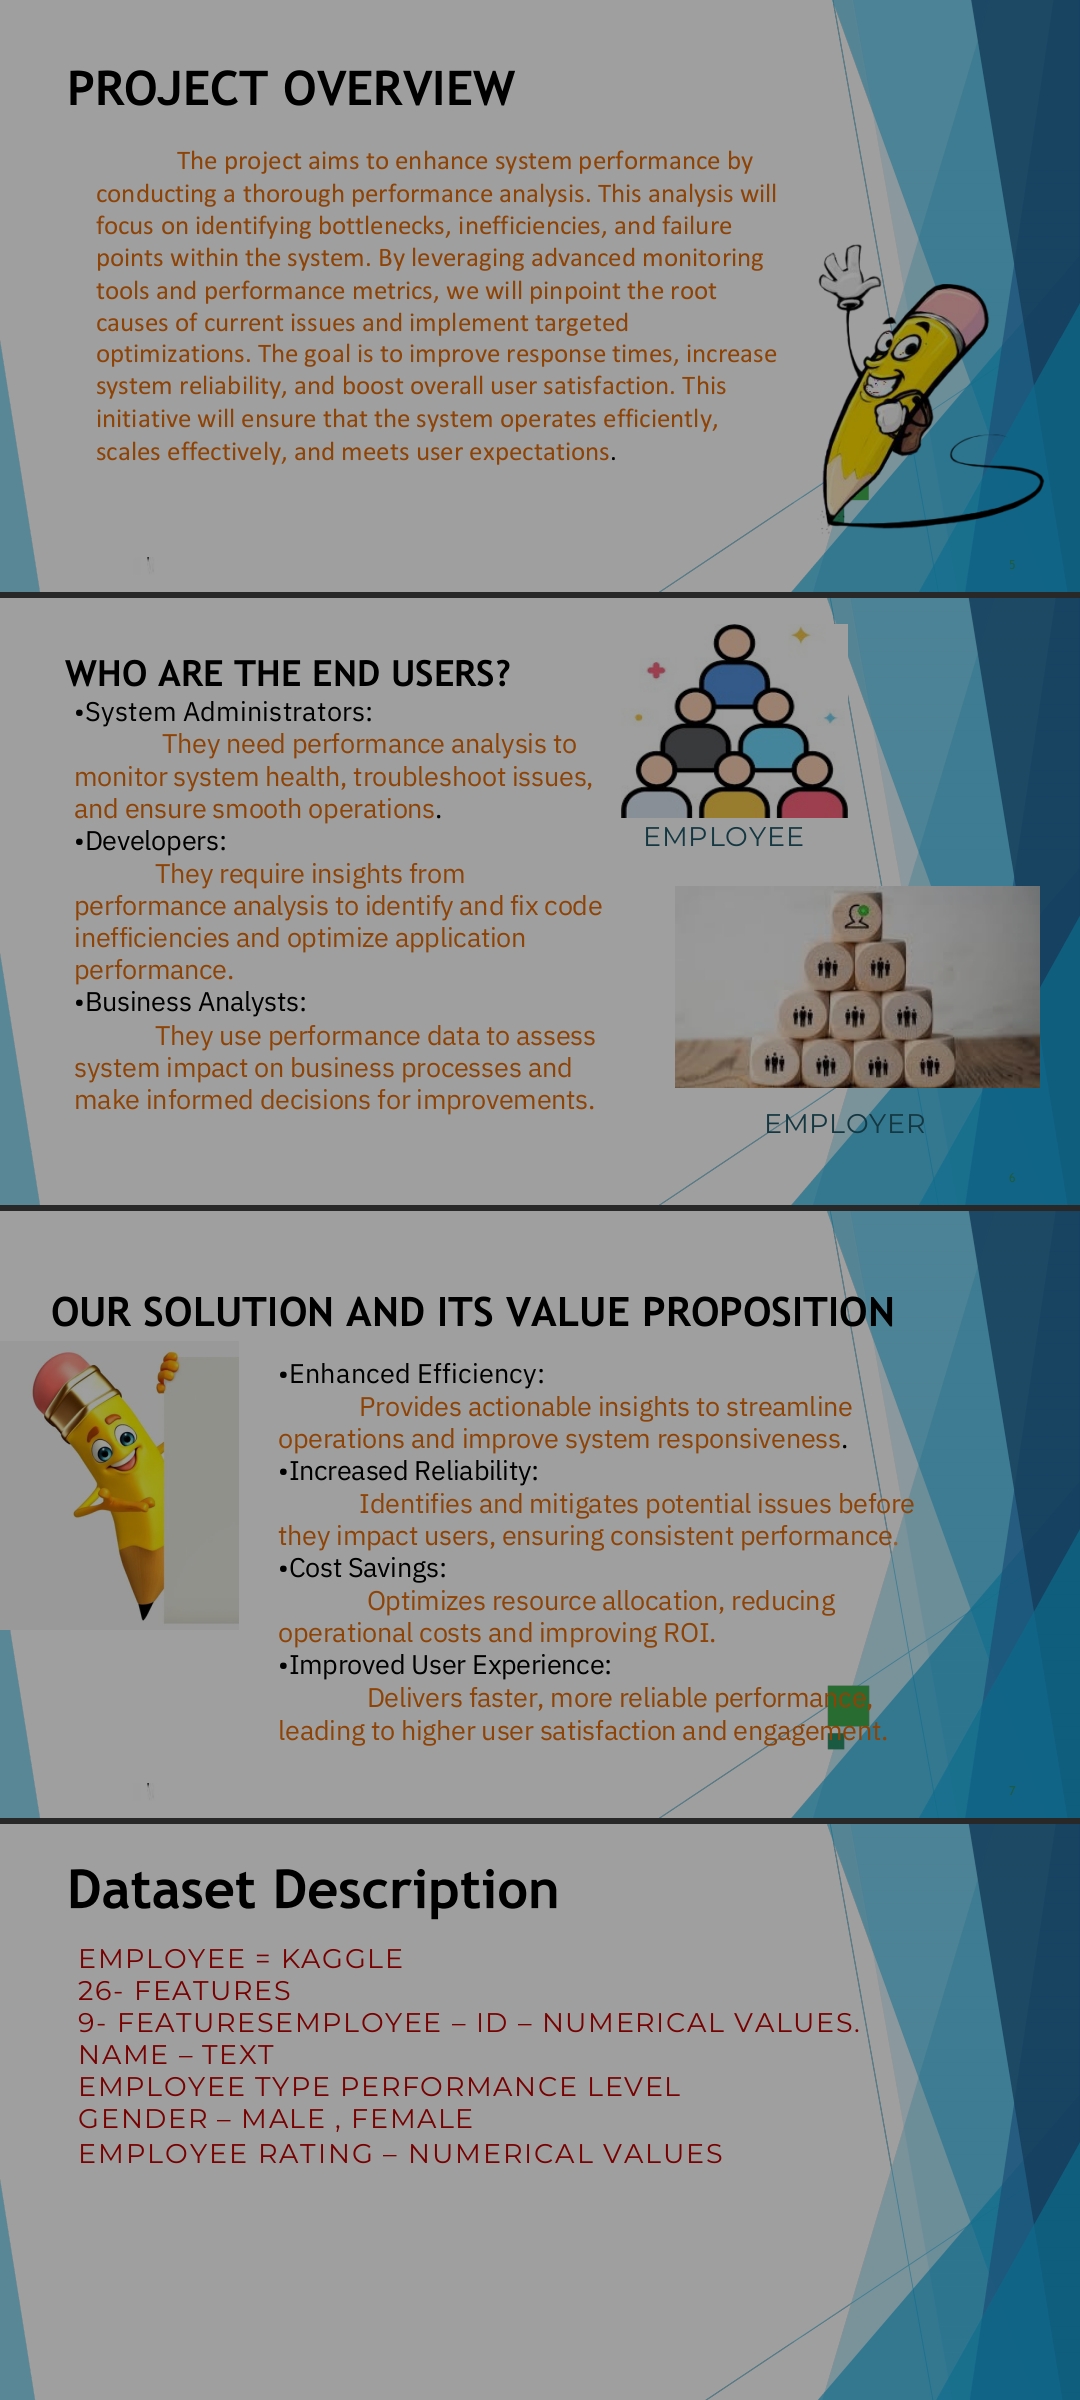 PROJECT OVERVIEW
The project aims to enhance system performance by
conducting a thorough performance analysis. This analysis will
focus on identifying bottlenecks, inefficiencies, and failure
points within the system. By leveraging advanced monitoring
tools and performance metrics, we will pinpoint the root
causes of current issues and implement targeted
optimizations. The goal is to improve response times, increase
system reliability, and boost overall user satisfaction. This
initiative will ensure that the system operates efficiently,
scales effectively, and meets user expectations.
5
WHO ARE THE END USERS?
•System Administrators:
They need performance analysis to
monitor system health, troubleshoot issues,
and ensure smooth operations.
•Developers:
They require insights from
performance analysis to identify and fix code
inefficiencies and optimize application
performance.
•Business Analysts:
They use performance data to assess
system impact on business processes and
make informed decisions for improvements.
EMPLOYEE
EMPLOYER
6
OUR SOLUTION AND ITS VALUE PROPOSITION
•Enhanced Efficiency:
Provides actionable insights to streamline
operations and improve system responsiveness.
•Increased Reliability:
Identifies and mitigates potential issues before
they impact users, ensuring consistent performance.
•Cost Savings:
Optimizes resource allocation, reducing
operational costs and improving ROI.
•Improved User Experience:
Delivers faster, more reliable performance,
leading to higher user satisfaction and engagement.
7
Dataset Description
EMPLOYEE = KAGGLE
26- FEATURES
9- FEATURESEMPLOYEE – ID – NUMERICAL VALUES.
NAME – TEXT
EMPLOYEE TYPE PERFORMANCE LEVEL
GENDER – MALE , FEMALE
EMPLOYEE RATING – NUMERICAL VALUES